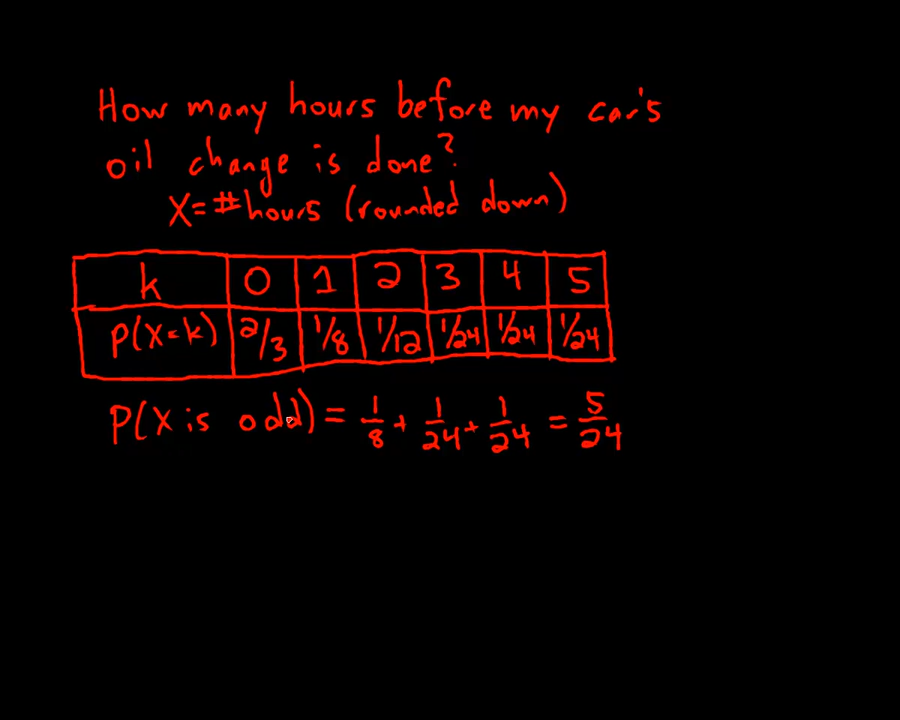 How many hours before my car's
oil change is done?
X = # hours (rounded down)
k 0 1 2 3 4 5
P(X=k) 2/3 1/8 1/12 1/24 1/24 1/24
P(X is odd) = 1/8 + 1/24 + 1/24 = 5/24